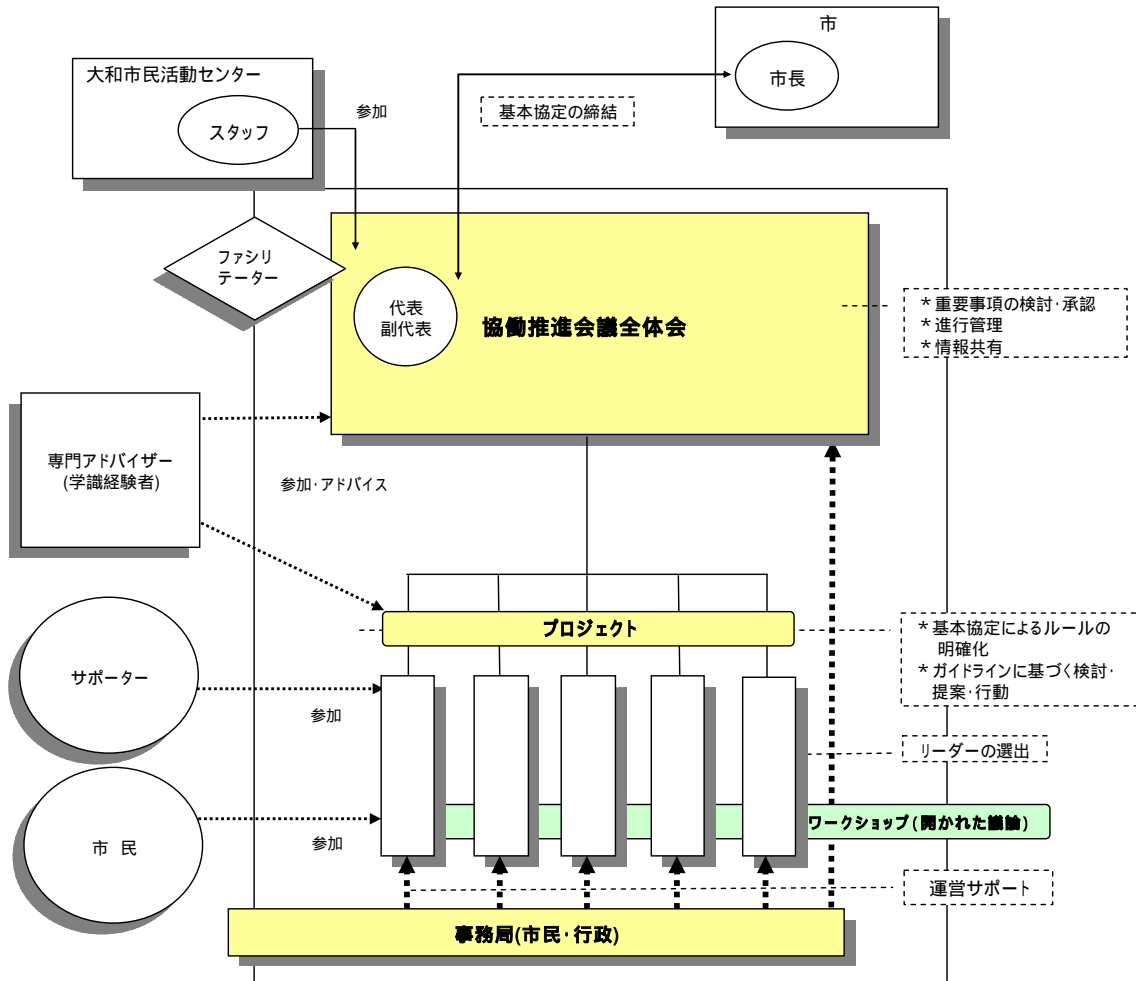 市
市長
大和市民活動センター
スタッフ
参加
基本協定の締結
ファシリ
テーター
代表
副代表
協働推進会議全体会
*重要事項の検討・承認
*進行管理
*情報共有
専門アドバイザー
(学識経験者)
参加・アドバイス
プロジェクト
*基本協定によるルールの
明確化
*ガイドラインに基づく検討・
提案・行動
サポーター
参加
リーダーの選出
ワークショップ(開かれた議論)
市 民
参加
運営サポート
事務局(市民・行政)